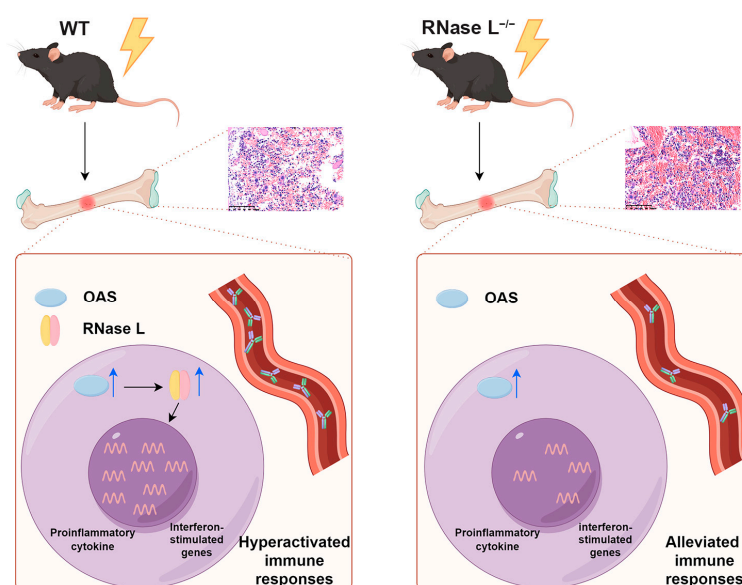 WT
RNase L⁻/⁻
OAS
RNase L
Proinflammatory
cytokine
Interferon-
stimulated
genes
Hyperactivated
immune
responses
OAS
Proinflammatory
cytokine
interferon-
stimulated
genes
Alleviated
immune
responses